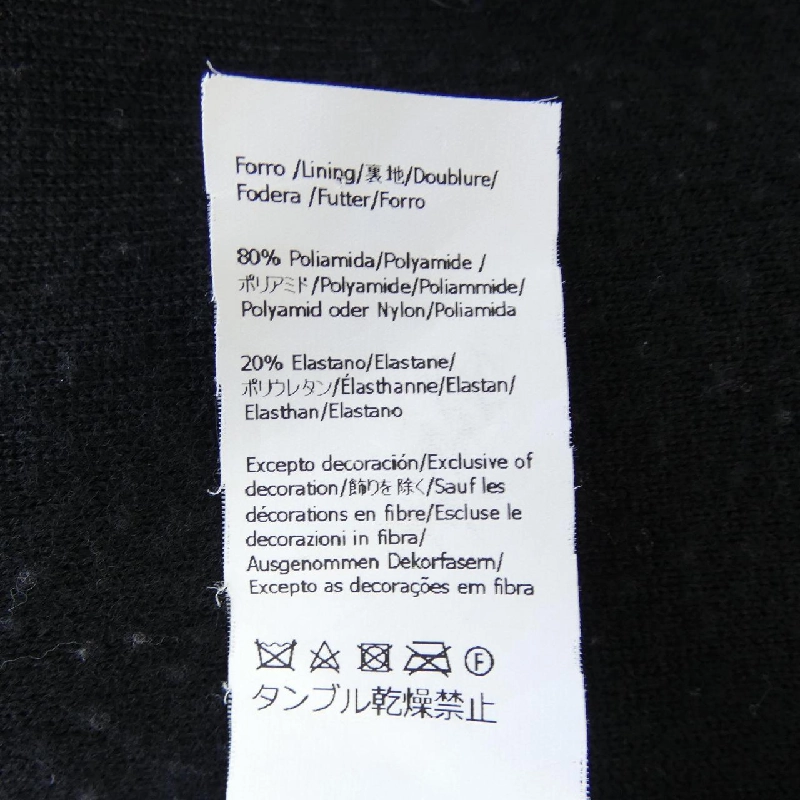 Forro /Lining/裏地/Doublure/
Fodera /Futter/Forro
80% Poliamida/Polyamide /
ポリアミド/Polyamide/Poliammide/
Polyamid oder Nylon/Poliamida
20% Elastano/Elastane/
ポリウレタン/Élasthanne/Elastan/
Elasthan/Elastano
Excepto decoración/Exclusive of
decoration/飾りを除く/Sauf les
décorations en fibre/Escluse le
decorazioni in fibra/
Ausgenommen Dekorfasern/
Excepto as decorações em fibra
F
タンブル乾燥禁止